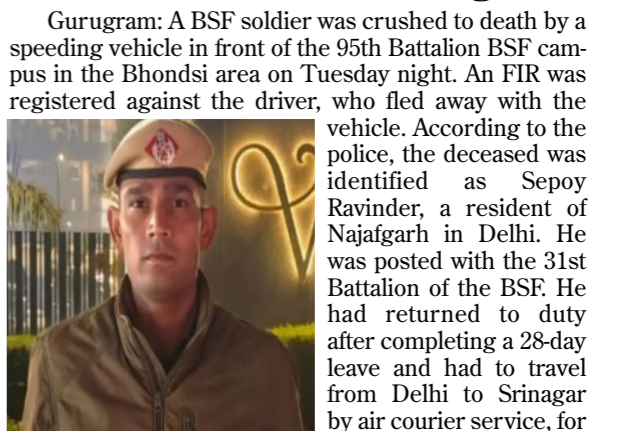 Gurugram: A BSF soldier was crushed to death by a
speeding vehicle in front of the 95th Battalion BSF cam-
pus in the Bhondsi area on Tuesday night. An FIR was
registered against the driver, who fled away with the
vehicle. According to the
police, the deceased was
identified as Sepoy
Ravinder, a resident of
Najafgarh in Delhi. He
was posted with the 31st
Battalion of the BSF. He
had returned to duty
after completing a 28-day
leave and had to travel
from Delhi to Srinagar
by air courier service, for